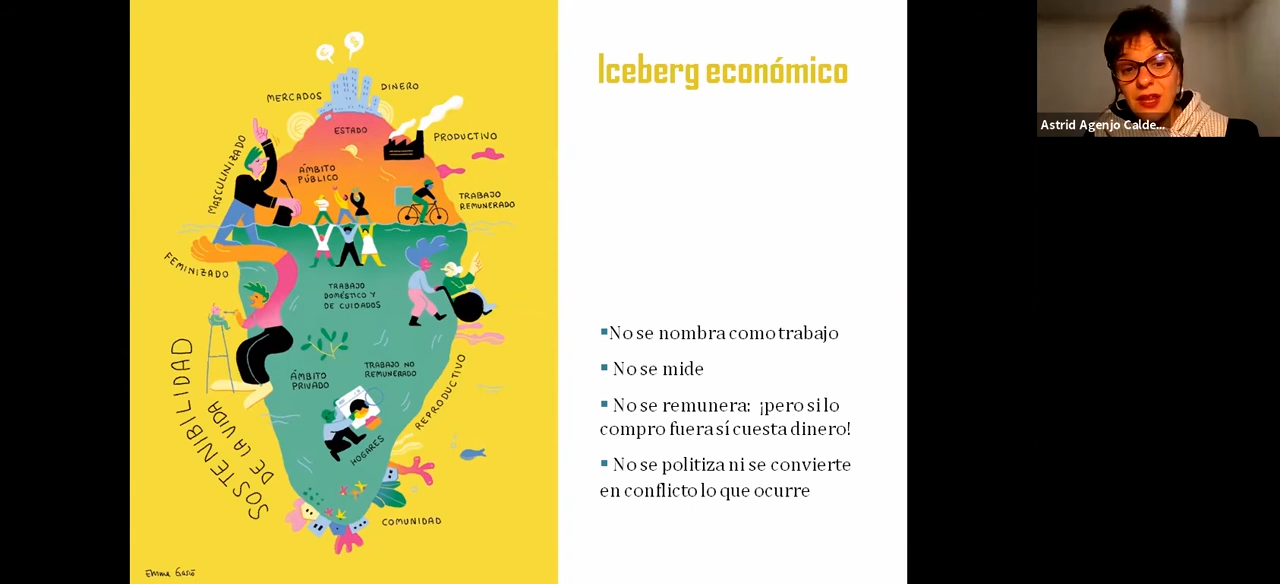 €
$
MERCADOS
DINERO
ESTADO
PRODUCTIVO
ÁMBITO
PÚBLICO
MASCULINIZADO
TRABAJO
REMUNERADO
FEMINIZADO
TRABAJO
DOMÉSTICO Y
DE CUIDADOS
ÁMBITO
PRIVADO
TRABAJO NO
REMUNERADO
REPRODUCTIVO
HOGARES
SOSTENIBILIDAD
DE LA VIDA
COMUNIDAD
Emma Gascó
Iceberg económico
▪No se nombra como trabajo
▪ No se mide
▪ No se remunera: ¡pero si lo
compro fuera sí cuesta dinero!
▪ No se politiza ni se convierte
en conflicto lo que ocurre
Astrid Agenjo Calde...